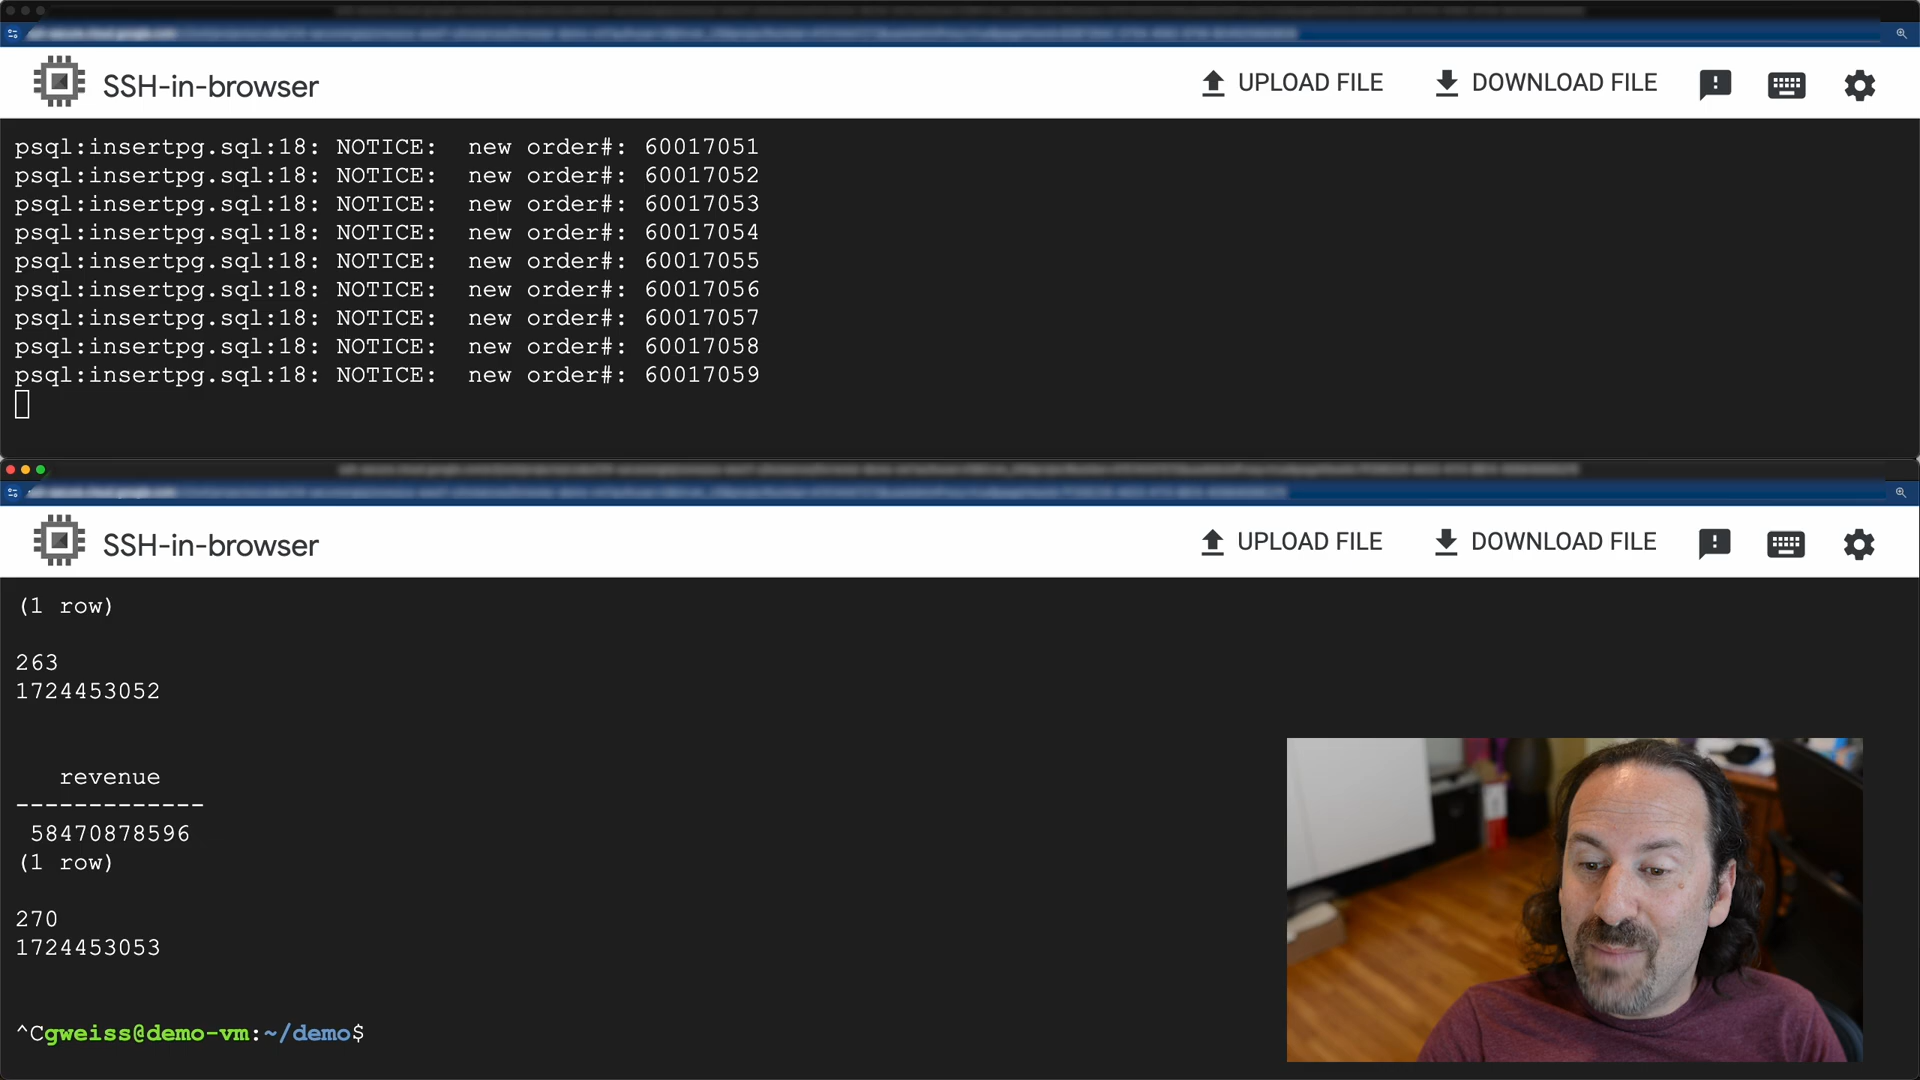 SSH-in-browser
UPLOAD FILE
DOWNLOAD FILE
psql:insertpg.sql:18: NOTICE:  new order#: 60017051
psql:insertpg.sql:18: NOTICE:  new order#: 60017052
psql:insertpg.sql:18: NOTICE:  new order#: 60017053
psql:insertpg.sql:18: NOTICE:  new order#: 60017054
psql:insertpg.sql:18: NOTICE:  new order#: 60017055
psql:insertpg.sql:18: NOTICE:  new order#: 60017056
psql:insertpg.sql:18: NOTICE:  new order#: 60017057
psql:insertpg.sql:18: NOTICE:  new order#: 60017058
psql:insertpg.sql:18: NOTICE:  new order#: 60017059
SSH-in-browser
UPLOAD FILE
DOWNLOAD FILE
(1 row)
263
1724453052
revenue
-------------
58470878596
(1 row)
270
1724453053
^Cgweiss@demo-vm:~/demo$